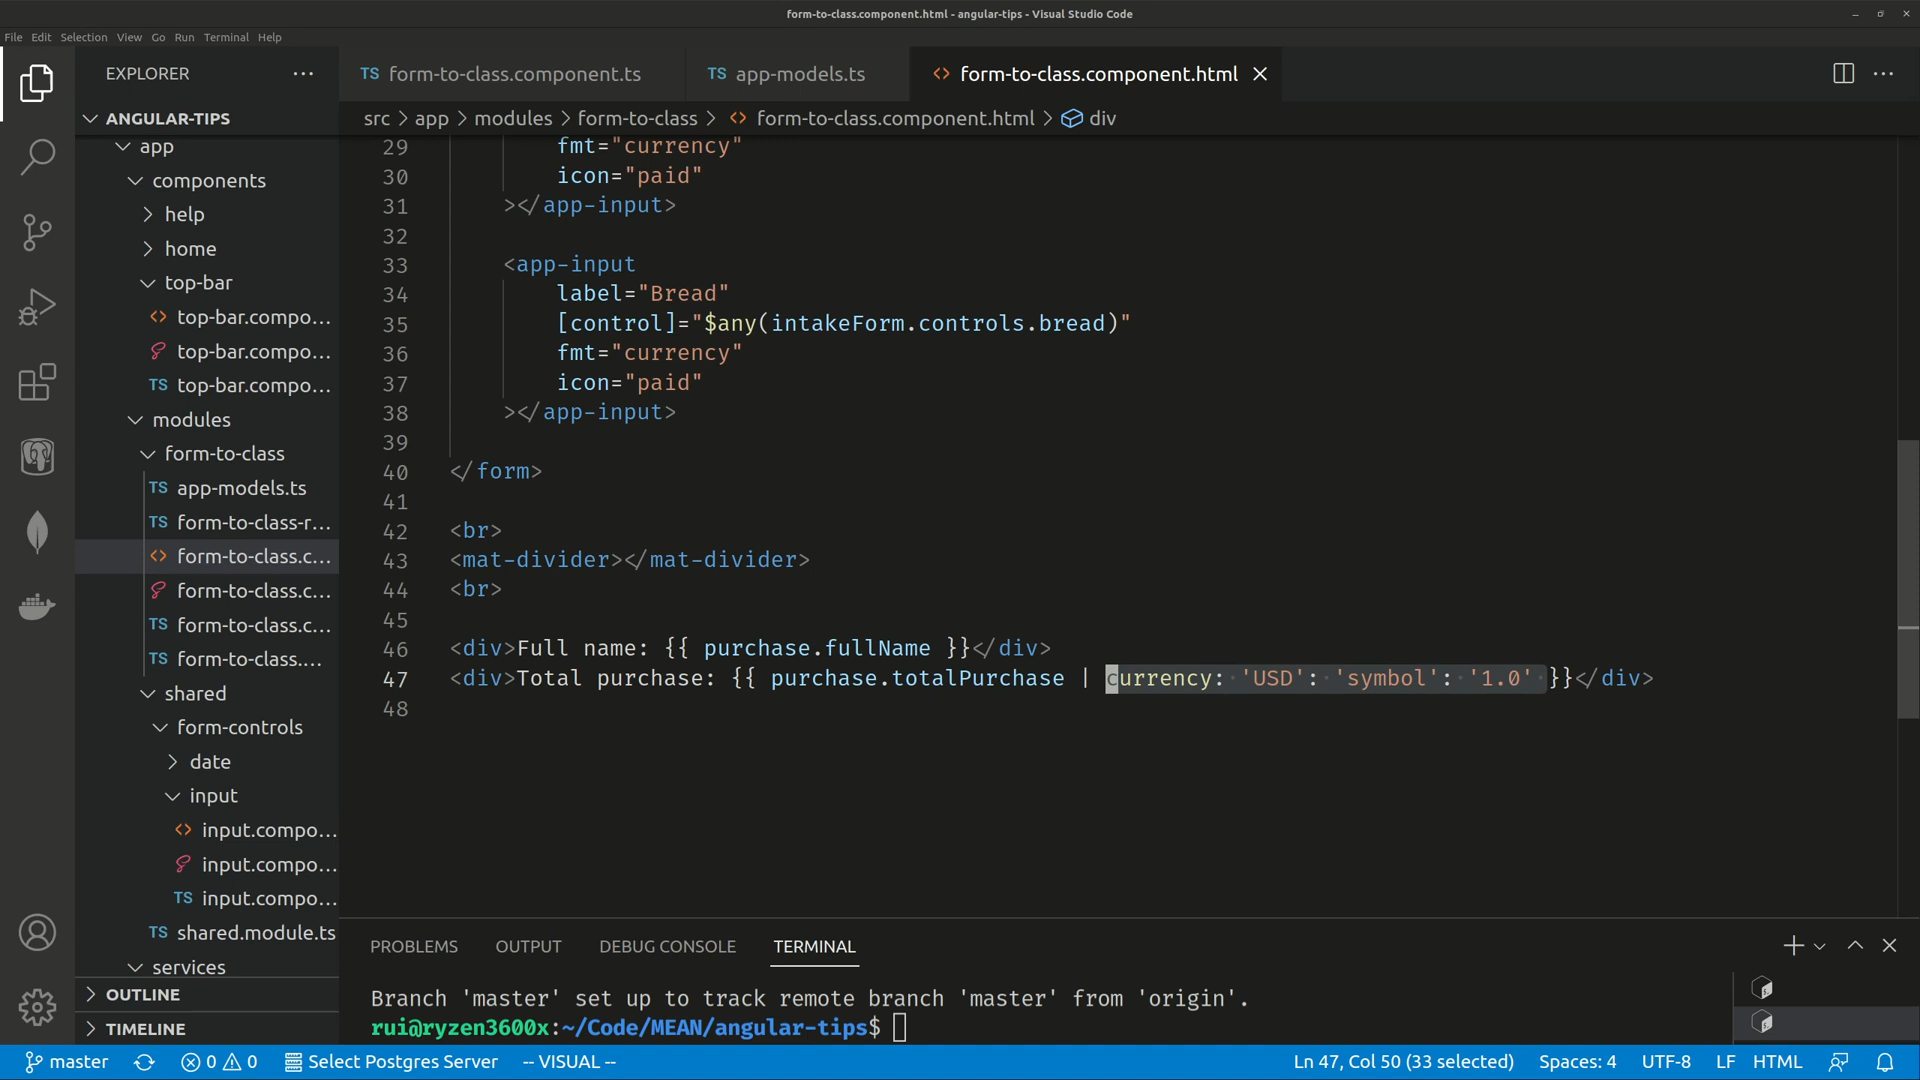 form-to-class.component.html - angular-tips - Visual Studio Code
File Edit Selection View Go Run Terminal Help
EXPLORER
TS form-to-class.component.ts
TS app-models.ts
form-to-class.component.html
ANGULAR-TIPS
src > app > modules > form-to-class > form-to-class.component.html > div
app
components
help
home
top-bar
top-bar.compo...
top-bar.compo...
TS top-bar.compo...
modules
form-to-class
TS app-models.ts
TS form-to-class-r...
form-to-class.c...
form-to-class.c...
TS form-to-class.c...
TS form-to-class....
shared
form-controls
date
input
input.compo...
input.compo...
TS input.compo...
TS shared.module.ts
services
OUTLINE
TIMELINE
29 fmt="currency"
30 icon="paid"
31 ></app-input>
32
33 <app-input
34 label="Bread"
35 [control]="$any(intakeForm.controls.bread)"
36 fmt="currency"
37 icon="paid"
38 ></app-input>
39
40 </form>
41
42 <br>
43 <mat-divider></mat-divider>
44 <br>
45
46 <div>Full name: {{ purchase.fullName }}</div>
47 <div>Total purchase: {{ purchase.totalPurchase | currency: 'USD': 'symbol': '1.0' }}</div>
48
PROBLEMS OUTPUT DEBUG CONSOLE TERMINAL
Branch 'master' set up to track remote branch 'master' from 'origin'.
rui@ryzen3600x:~/Code/MEAN/angular-tips$
master 0 0 Select Postgres Server -- VISUAL -- Ln 47, Col 50 (33 selected) Spaces: 4 UTF-8 LF HTML